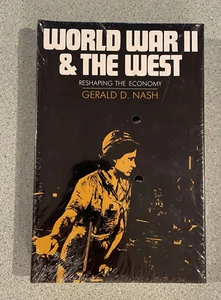 WORLD WAR II
& THE WEST
RESHAPING THE ECONOMY
GERALD D. NASH